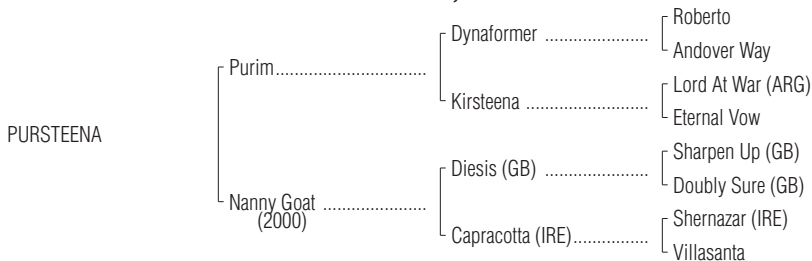 Roberto
Dynaformer
Andover Way
Purim
Lord At War (ARG)
Kirsteena
Eternal Vow
PURSTEENA
Sharpen Up (GB)
Diesis (GB)
Doubly Sure (GB)
Nanny Goat
(2000)
Shernazar (IRE)
Capracotta (IRE)
Villasanta